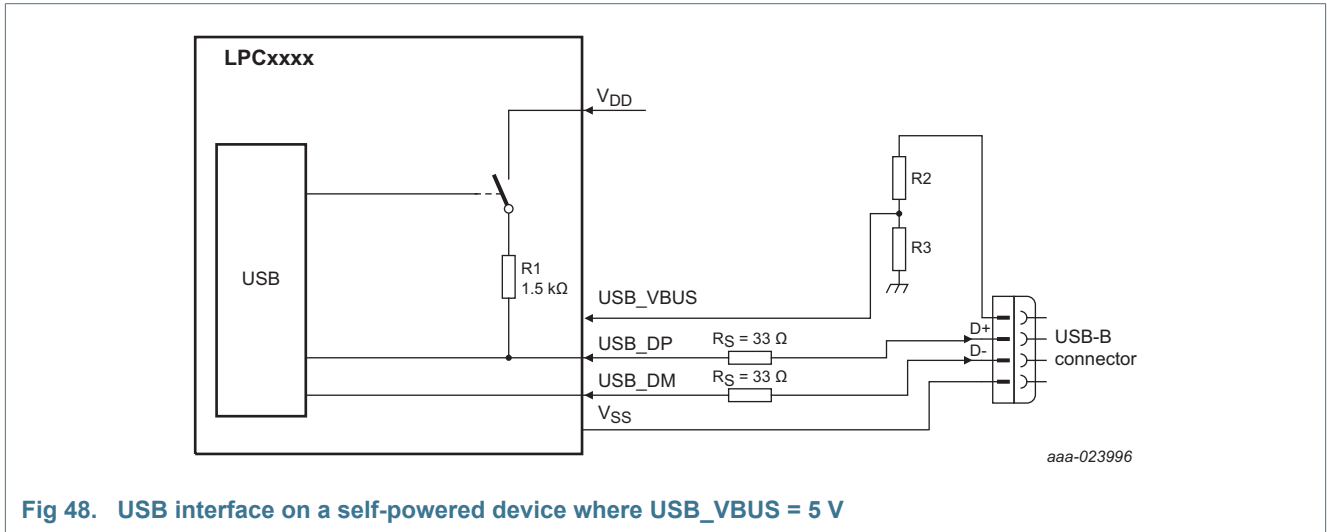 LPCxxxx
VDD
R2
R3
USB
R1
1.5 kΩ
USB_VBUS
D+
USB-B
USB_DP
RS = 33 Ω
D-
connector
USB_DM
RS = 33 Ω
VSS
aaa-023996
Fig 48. USB interface on a self-powered device where USB_VBUS = 5 V